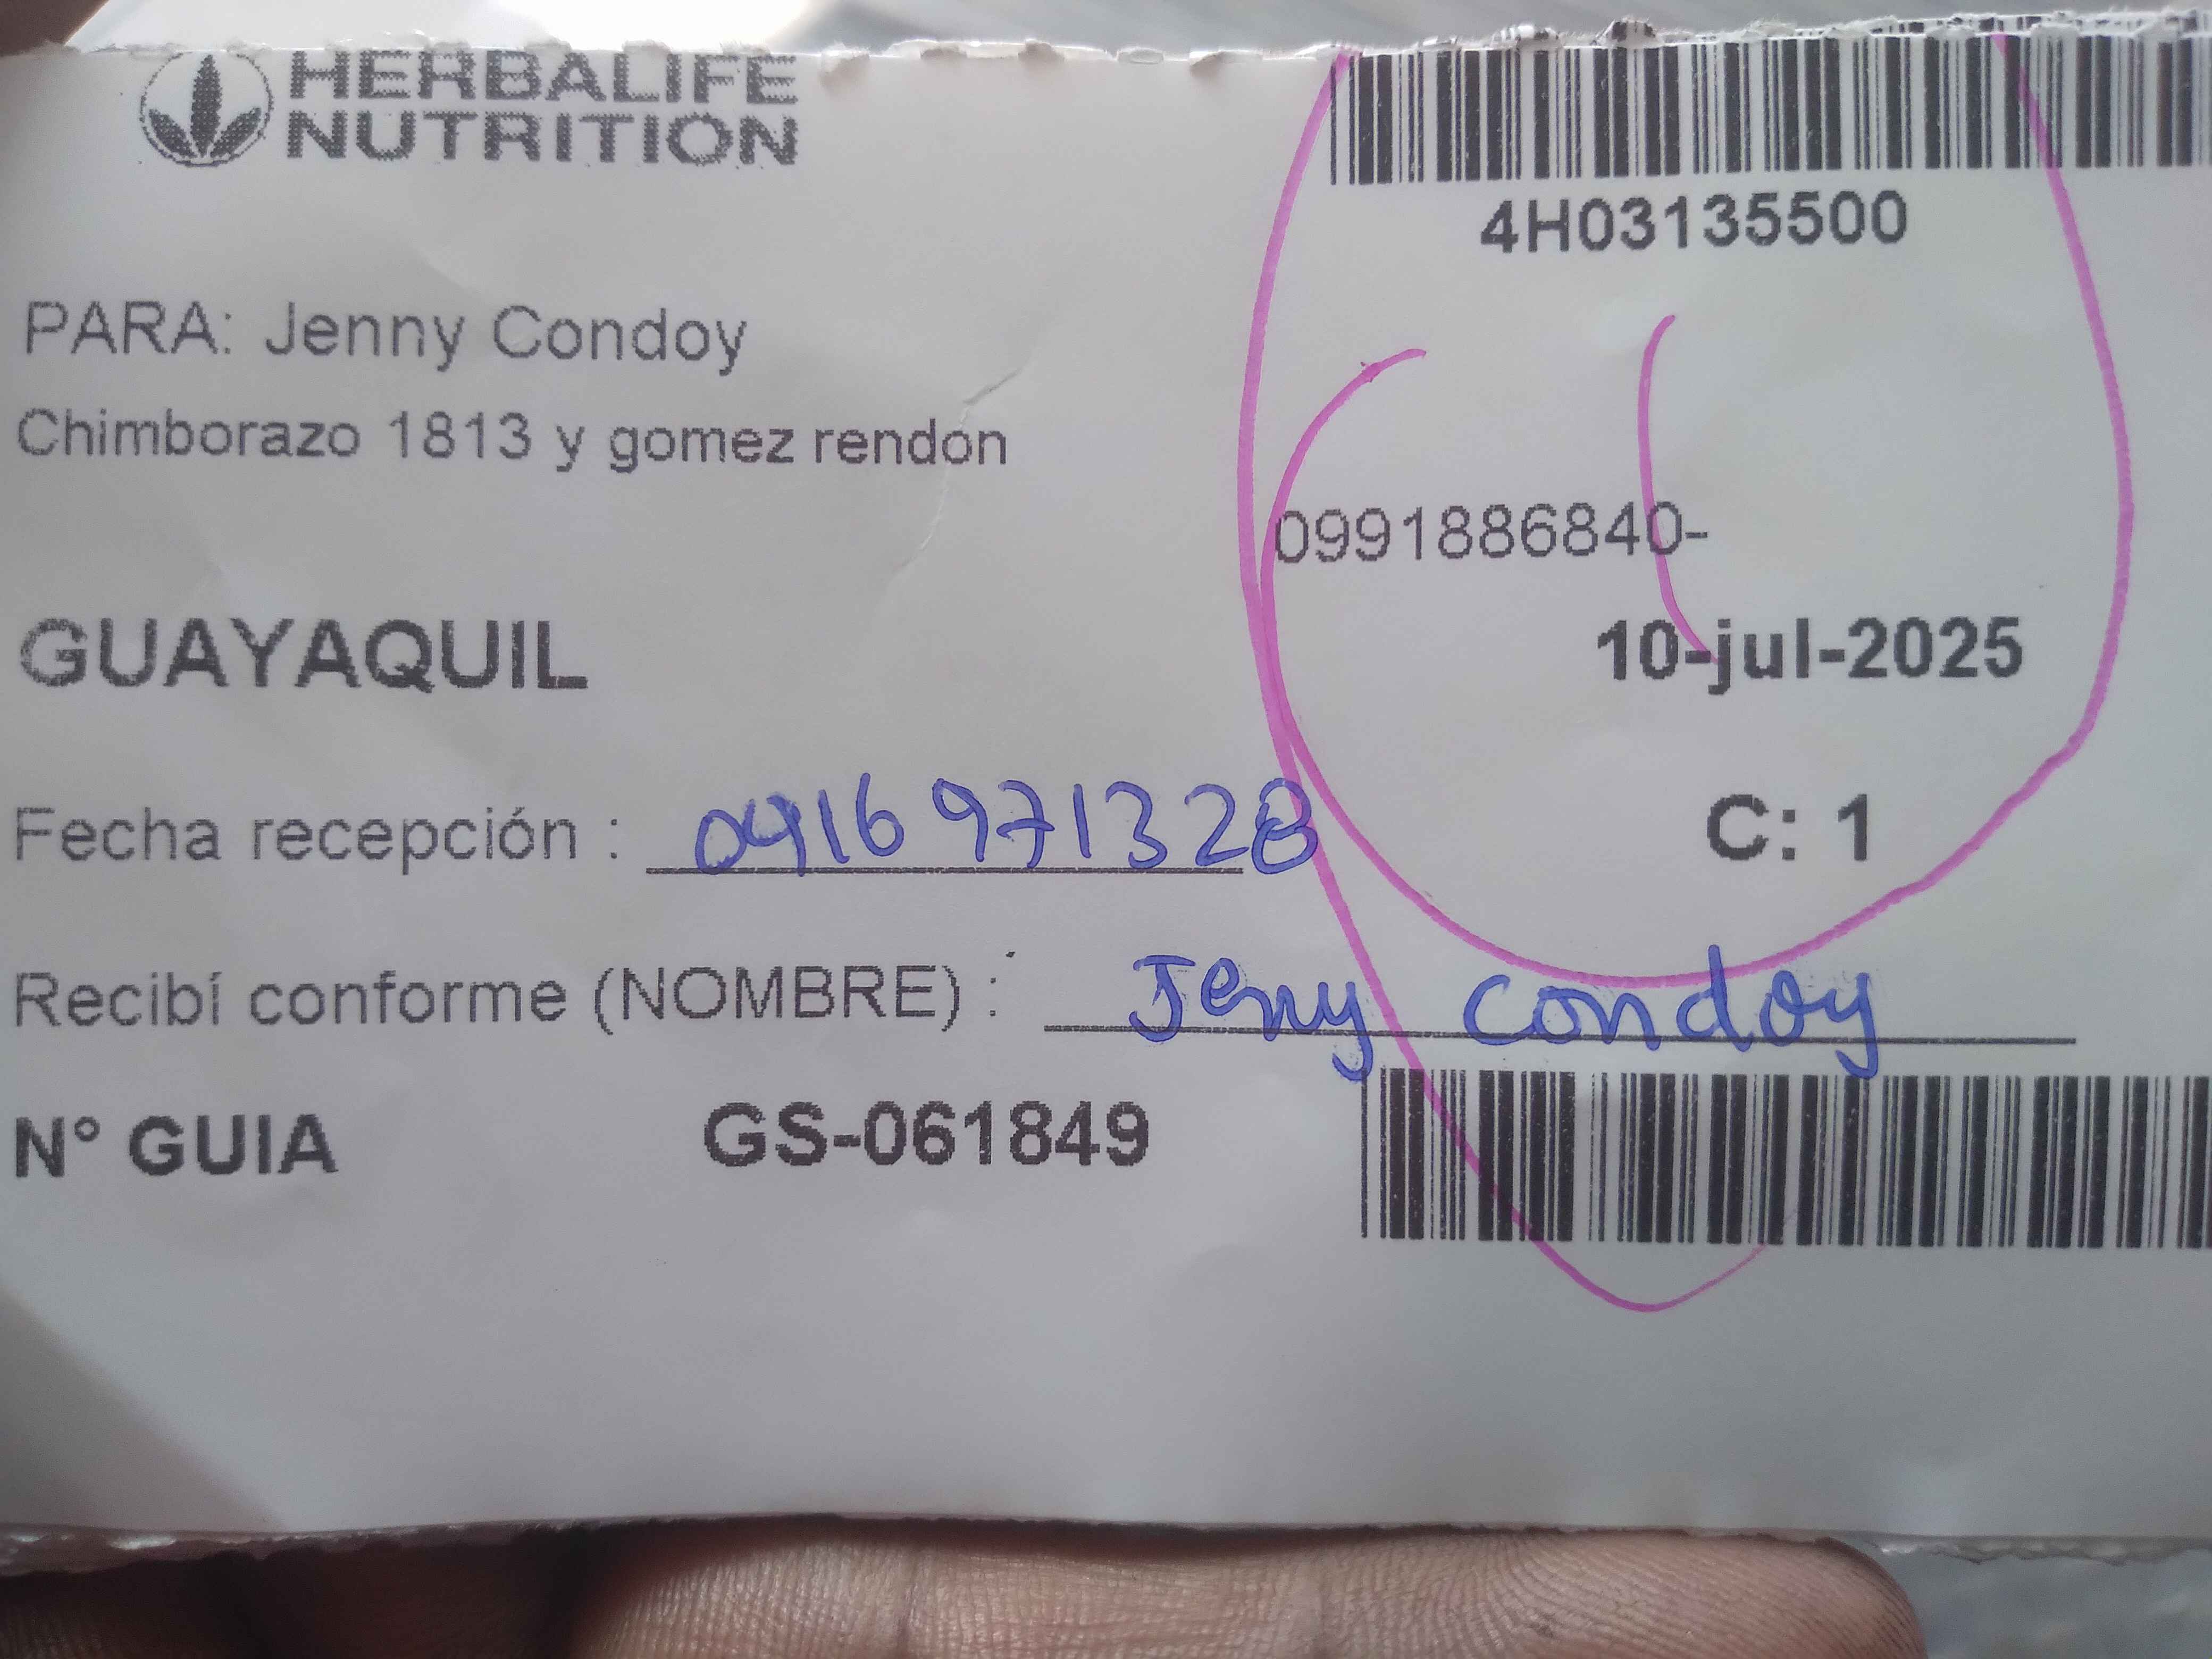 HERBALIFE
NUTRITION
4H03135500
PARA: Jenny Condoy
Chimborazo 1813 y gomez rendon
0991886840-
GUAYAQUIL
10-jul-2025
Fecha recepción : 0916971328
C: 1
Recibí conforme (NOMBRE) : Jeny Condoy
N° GUIA GS-061849